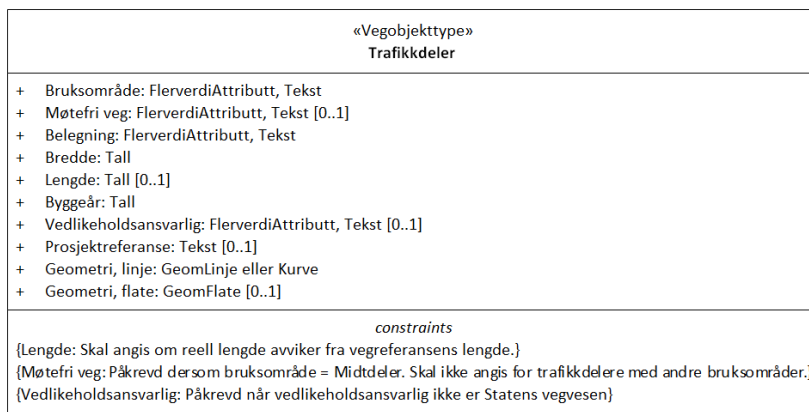 «Vegobjekttype»
Trafikkdeler
+ Bruksområde: FlerverdiAttributt, Tekst
+ Møtefri veg: FlerverdiAttributt, Tekst [0..1]
+ Belegning: FlerverdiAttributt, Tekst
+ Bredde: Tall
+ Lengde: Tall [0..1]
+ Byggeår: Tall
+ Vedlikeholdsansvarlig: FlerverdiAttributt, Tekst [0..1]
+ Prosjektreferanse: Tekst [0..1]
+ Geometri, linje: GeomLinje eller Kurve
+ Geometri, flate: GeomFlate [0..1]
constraints
{Lengde: Skal angis om reell lengde avviker fra vegreferansens lengde.}
{Møtefri veg: Påkrevd dersom bruksområde = Midtdeler. Skal ikke angis for trafikkdelere med andre bruksområder.}
{Vedlikeholdsansvarlig: Påkrevd når vedlikeholdsansvarlig ikke er Statens vegvesen}